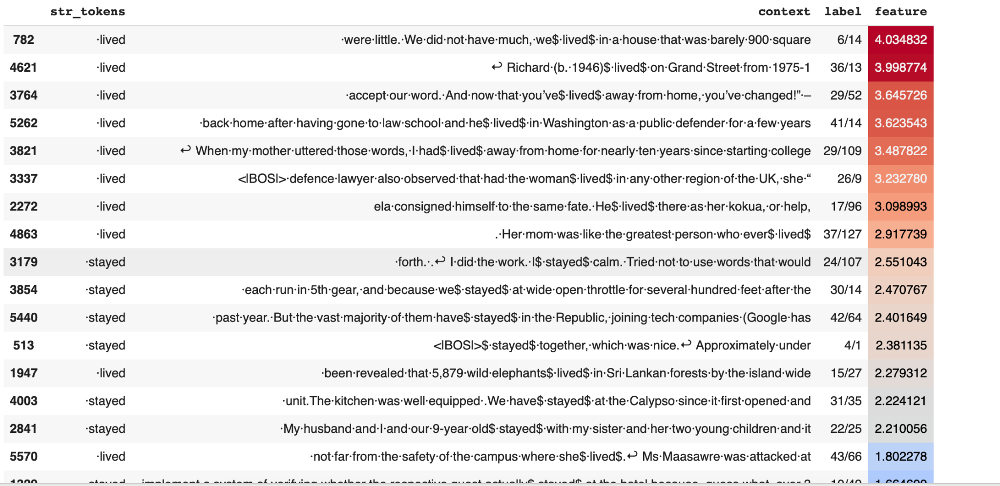 str_tokens context label feature
782 ·lived ·were·little.·We·did·not·have·much,·we$·lived$·in·a·house·that·was·barely·900·square 6/14 4.034832
4621 ·lived ↩ Richard·(b.·1946)$·lived$·on·Grand·Street·from·1975-1 36/13 3.998774
3764 ·lived ·accept·our·word.·And·now·that·you’ve$·lived$·away·from·home,·you’ve·changed!”·– 29/52 3.645726
5262 ·lived ·back·home·after·having·gone·to·law·school·and·he$·lived$·in·Washington·as·a·public·defender·for·a·few·years 41/14 3.623543
3821 ·lived ↩ When·my·mother·uttered·those·words,·I·had$·lived$·away·from·home·for·nearly·ten·years·since·starting·college 29/109 3.487822
3337 ·lived <|BOS|>·defence·lawyer·also·observed·that·had·the·woman$·lived$·in·any·other·region·of·the·UK,·she·“ 26/9 3.232780
2272 ·lived ela·consigned·himself·to·the·same·fate.·He$·lived$·there·as·her·kokua,·or·help, 17/96 3.098993
4863 ·lived .·Her·mom·was·like·the·greatest·person·who·ever$·lived$ 37/127 2.917739
3179 ·stayed ·forth.·.↩ I·did·the·work.·I$·stayed$·calm.·Tried·not·to·use·words·that·would 24/107 2.551043
3854 ·stayed ·each·run·in·5th·gear,·and·because·we$·stayed$·at·wide·open·throttle·for·several·hundred·feet·after·the 30/14 2.470767
5440 ·stayed ·past·year.·But·the·vast·majority·of·them·have$·stayed$·in·the·Republic,·joining·tech·companies·(Google·has 42/64 2.401649
513 ·stayed <|BOS|>$·stayed$·together,·which·was·nice.↩ Approximately·under 4/1 2.381135
1947 ·lived ·been·revealed·that·5,879·wild·elephants$·lived$·in·Sri·Lankan·forests·by·the·island·wide 15/27 2.279312
4003 ·stayed ·unit.The·kitchen·was·well·equipped·.We·have$·stayed$·at·the·Calypso·since·it·first·opened·and 31/35 2.224121
2841 ·stayed ·My·husband·and·I·and·our·9-year·old$·stayed$·with·my·sister·and·her·two·young·children·and·it 22/25 2.210056
5570 ·lived ·not·far·from·the·safety·of·the·campus·where·she$·lived$.↩ Ms·Maasawre·was·attacked·at 43/66 1.802278
stayed implement·a·system·of·verifying·whether·the·respective·guest·actually$·stayed$·at·the·hotel·because,·guess·what,·over